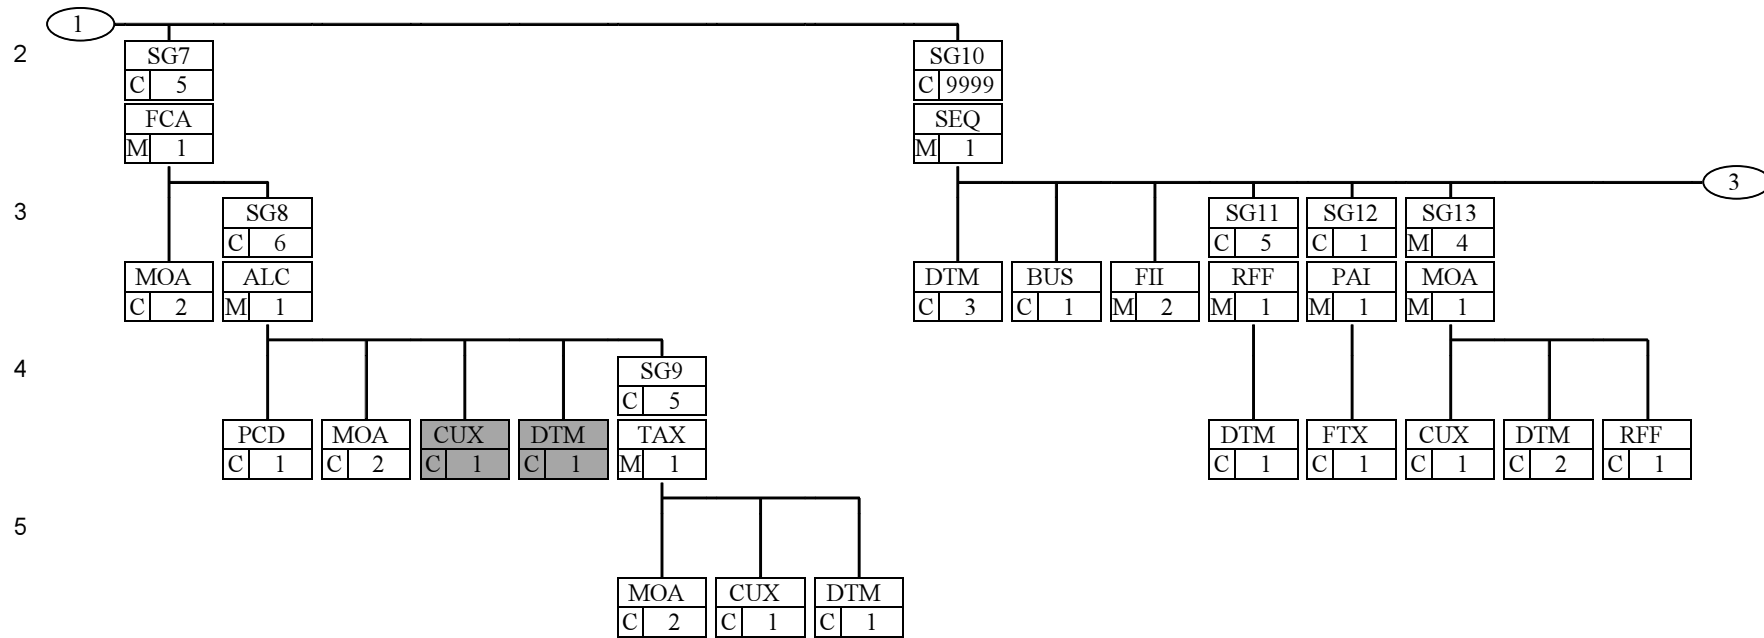 1
2 SG7 SG10
C 5 C 9999
FCA SEQ
M 1 M 1
3
3 SG8 SG11 SG12 SG13
C 6 C 5 C 1 M 4
MOA ALC DTM BUS FII RFF PAI MOA
C 2 M 1 C 3 C 1 M 2 M 1 M 1 M 1
4 SG9
C 5
PCD MOA CUX DTM TAX DTM FTX CUX DTM RFF
C 1 C 2 C 1 C 1 M 1 C 1 C 1 C 1 C 2 C 1
5
MOA CUX DTM
C 2 C 1 C 1